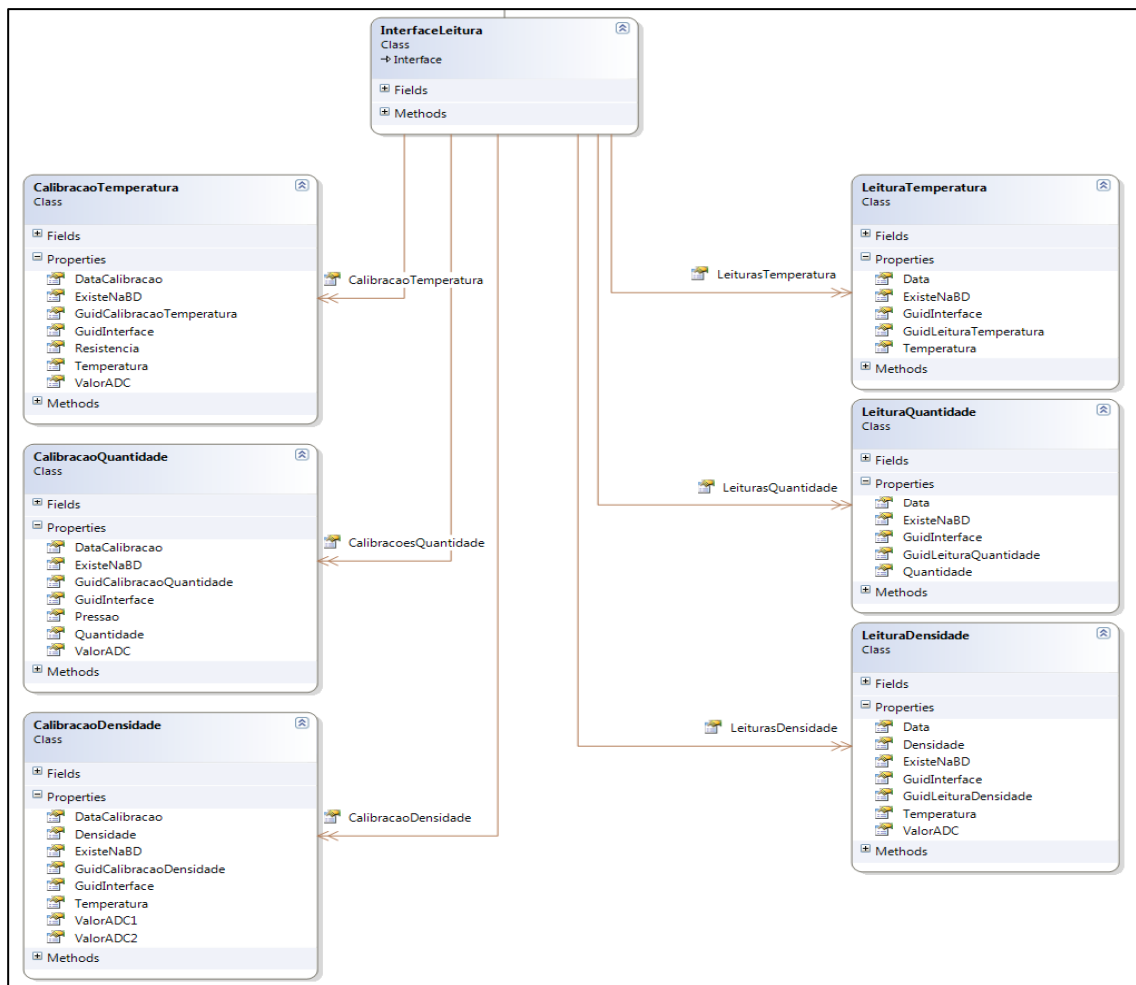 InterfaceLeitura
Class
Interface
Fields
Methods
CalibracaoTemperatura
Class
Fields
Properties
DataCalibracao
ExisteNaBD
GuidCalibracaoTemperatura
GuidInterface
Resistencia
Temperatura
ValorADC
Methods
CalibracaoTemperatura
CalibracaoQuantidade
Class
Fields
Properties
DataCalibracao
ExisteNaBD
GuidCalibracaoQuantidade
GuidInterface
Pressao
Quantidade
ValorADC
Methods
CalibracoesQuantidade
CalibracaoDensidade
Class
Fields
Properties
DataCalibracao
Densidade
ExisteNaBD
GuidCalibracaoDensidade
GuidInterface
Temperatura
ValorADC1
ValorADC2
Methods
CalibracaoDensidade
LeiturasTemperatura
LeituraTemperatura
Class
Fields
Properties
Data
ExisteNaBD
GuidInterface
GuidLeituraTemperatura
Temperatura
Methods
LeiturasQuantidade
LeituraQuantidade
Class
Fields
Properties
Data
ExisteNaBD
GuidInterface
GuidLeituraQuantidade
Quantidade
Methods
LeiturasDensidade
LeituraDensidade
Class
Fields
Properties
Data
Densidade
ExisteNaBD
GuidInterface
GuidLeituraDensidade
Temperatura
ValorADC
Methods